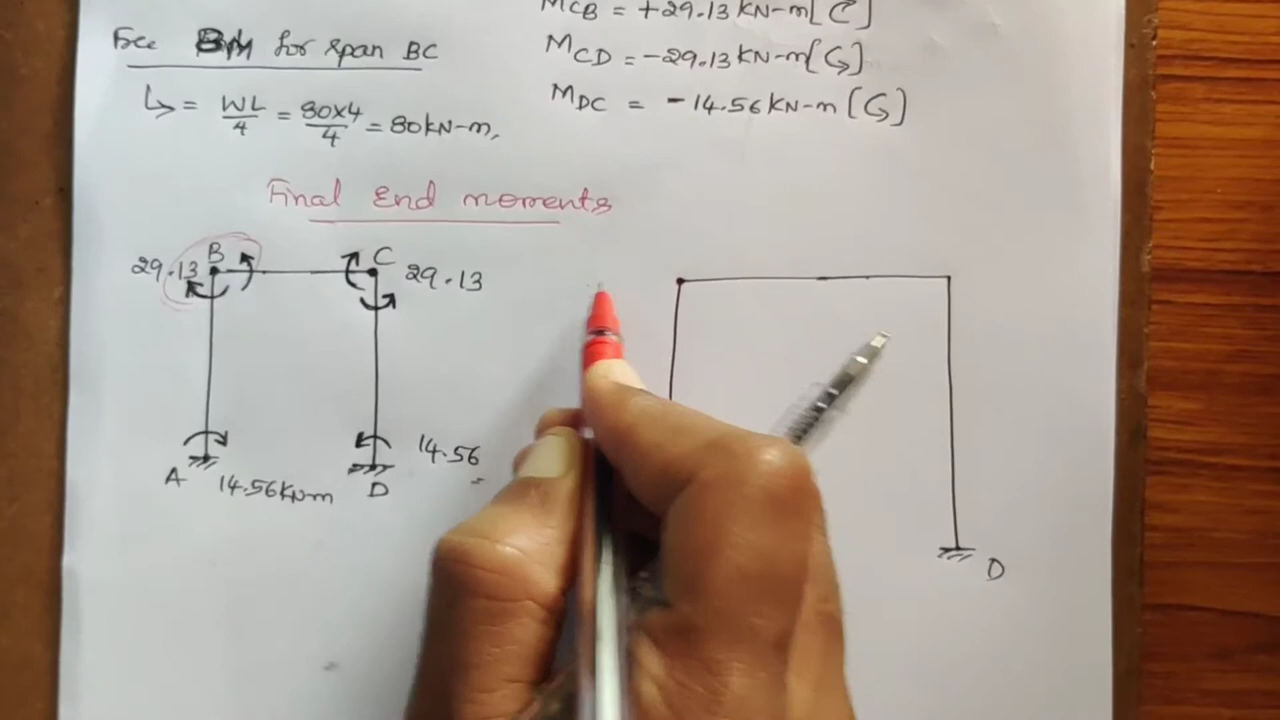 MCB = +29.13 KN-m[C]
Free BM for span BC
MCD = -29.13 KN-m[Ↄ]
↳ = WL/4 = 80x4/4 = 80KN-m,
MDC = -14.56 KN-m [Ↄ]
Final End moments
29.13 B C 29.13
14.56
A 14.56KN-m D
D